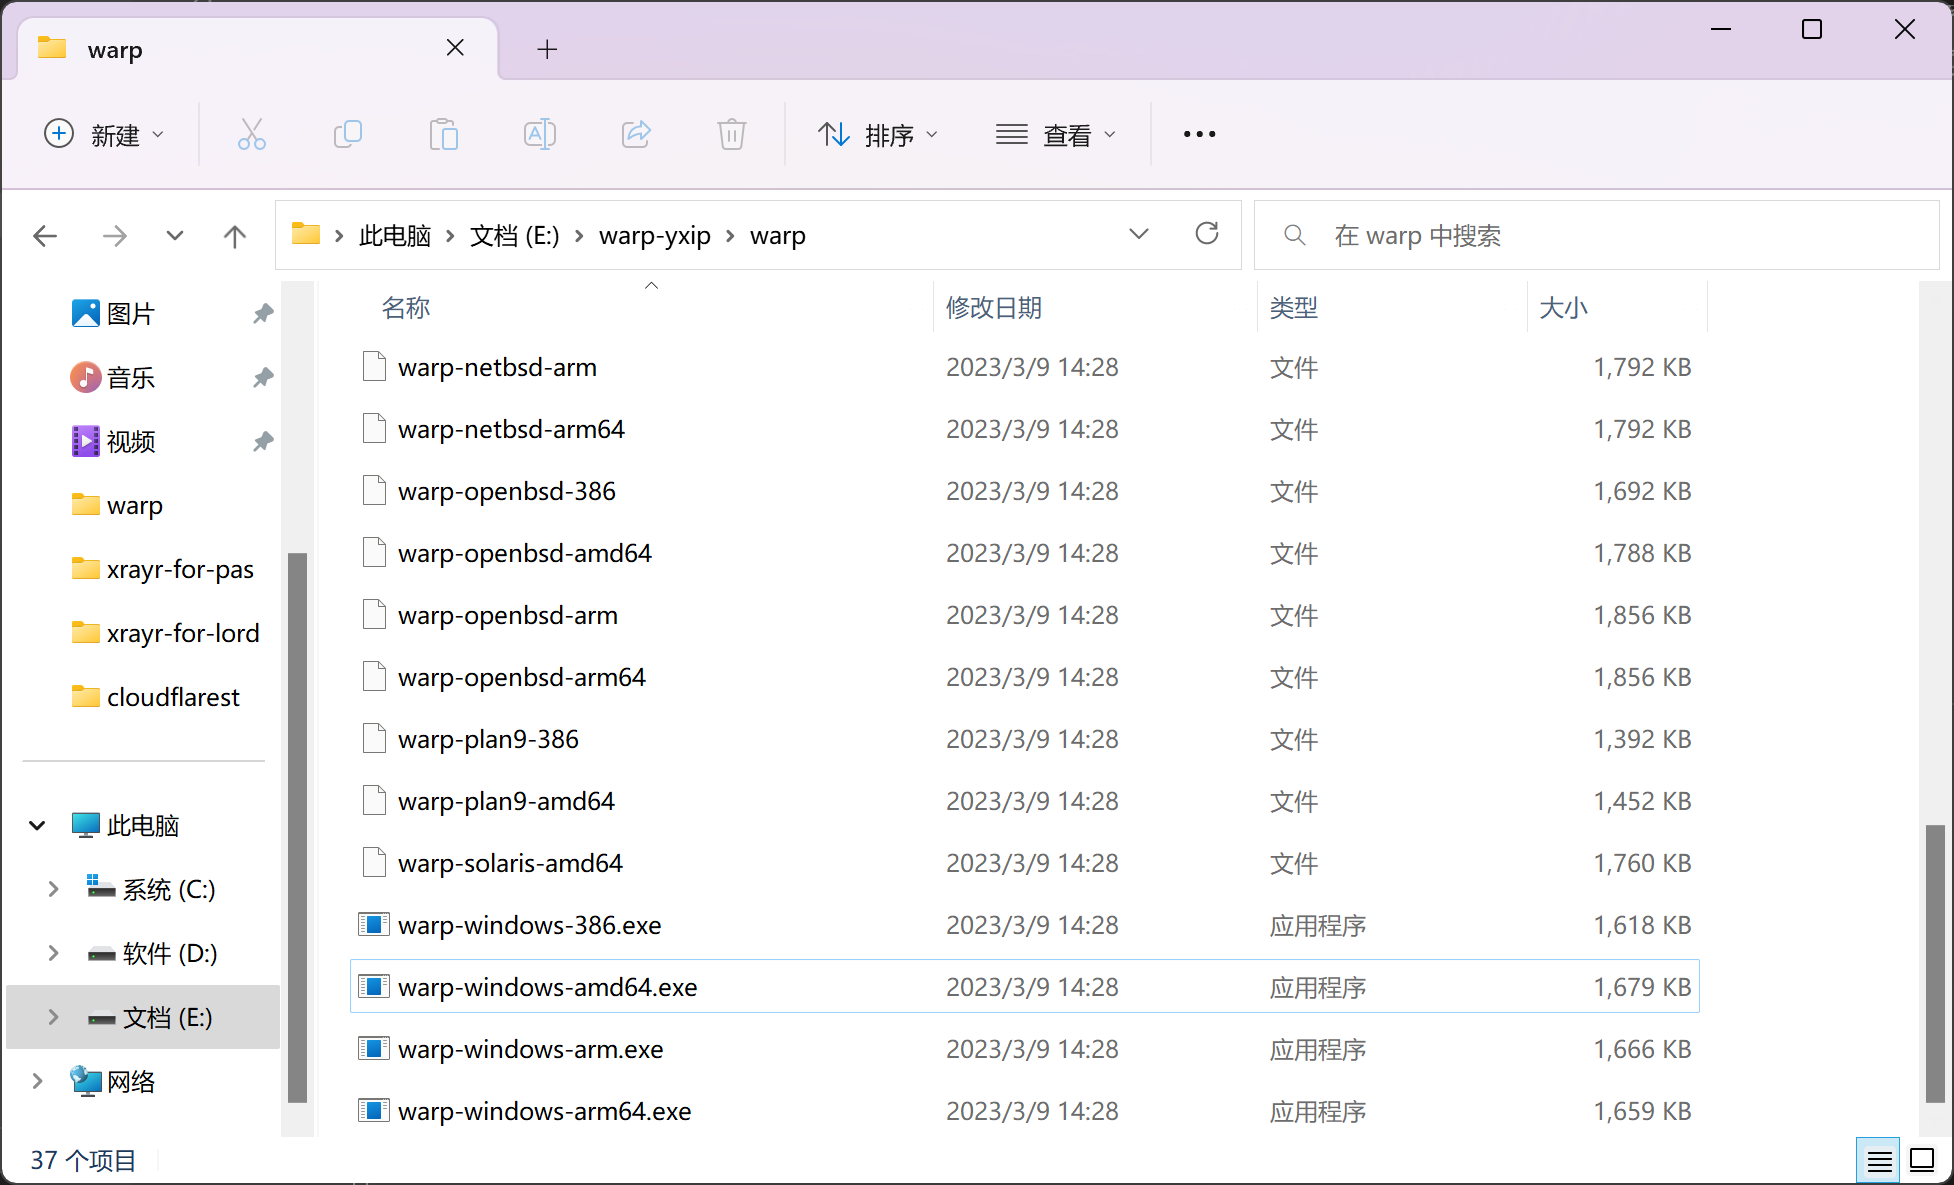 warp
新建
排序
查看
此电脑 文档 (E:) warp-yxip warp
在 warp 中搜索
图片
音乐
视频
warp
xrayr-for-pas
xrayr-for-lord
cloudflarest
此电脑
系统 (C:)
软件 (D:)
文档 (E:)
网络
名称 修改日期 类型 大小
warp-netbsd-arm 2023/3/9 14:28 文件 1,792 KB
warp-netbsd-arm64 2023/3/9 14:28 文件 1,792 KB
warp-openbsd-386 2023/3/9 14:28 文件 1,692 KB
warp-openbsd-amd64 2023/3/9 14:28 文件 1,788 KB
warp-openbsd-arm 2023/3/9 14:28 文件 1,856 KB
warp-openbsd-arm64 2023/3/9 14:28 文件 1,856 KB
warp-plan9-386 2023/3/9 14:28 文件 1,392 KB
warp-plan9-amd64 2023/3/9 14:28 文件 1,452 KB
warp-solaris-amd64 2023/3/9 14:28 文件 1,760 KB
warp-windows-386.exe 2023/3/9 14:28 应用程序 1,618 KB
warp-windows-amd64.exe 2023/3/9 14:28 应用程序 1,679 KB
warp-windows-arm.exe 2023/3/9 14:28 应用程序 1,666 KB
warp-windows-arm64.exe 2023/3/9 14:28 应用程序 1,659 KB
37 个项目